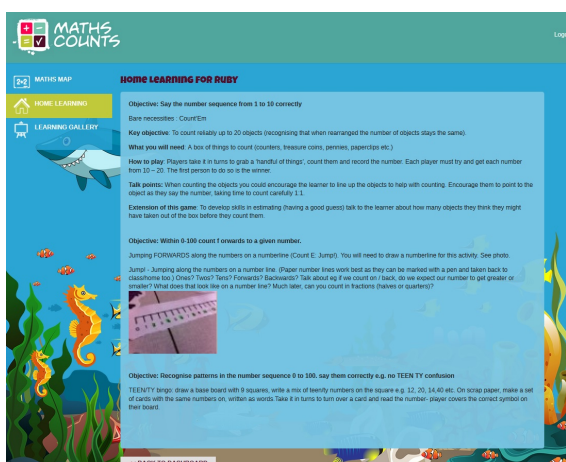 MATHS
COUNTS
MATHS MAP
HOME LEARNING
LEARNING GALLERY
HOME LEARNING FOR RUBY
Objective: Say the number sequence from 1 to 10 correctly
Bare necessities : Count'Em
Key objective: To count reliably up to 20 objects (recognising that when rearranged the number of objects stays the same).
What you will need: A box of things to count (counters, treasure coins, pennies, paperclips etc.)
How to play: Players take it in turns to grab a 'handful of things', count them and record the number. Each player must try and get each number
from 10 – 20. The first person to do so is the winner.
Talk points: When counting the objects you could encourage the learner to line up the objects to help with counting. Encourage them to point to the
object as they say the number, taking time to count carefully 1:1.
Extension of this game: To develop skills in estimating (having a good guess) talk to the learner about how many objects they think they might
have taken out of the box before they count them.
Objective: Within 0-100 count f orwards to a given number.
Jumping FORWARDS along the numbers on a numberline (Count E: Jump!). You will need to draw a numberline for this activity. See photo.
Jump! - Jumping along the numbers on a number line. (Paper number lines work best as they can be marked with a pen and taken back to
class/home too.) Ones? Twos? Tens? Forwards? Backwards? Talk about eg if we count on / back, do we expect our number to get greater or
smaller? What does that look like on a number line? Much later, can you count in fractions (halves or quarters)?
Objective: Recognise patterns in the number sequence 0 to 100. say them correctly e.g. no TEEN TY confusion
TEEN/TY bingo: draw a base board with 9 squares, write a mix of teen/ty numbers on the square e.g. 12, 20, 14,40 etc. On scrap paper, make a set
of cards with the same numbers on, written as words.Take it in turns to turn over a card and read the number- player covers the correct symbol on
their board.
BACK TO DASHBOARD